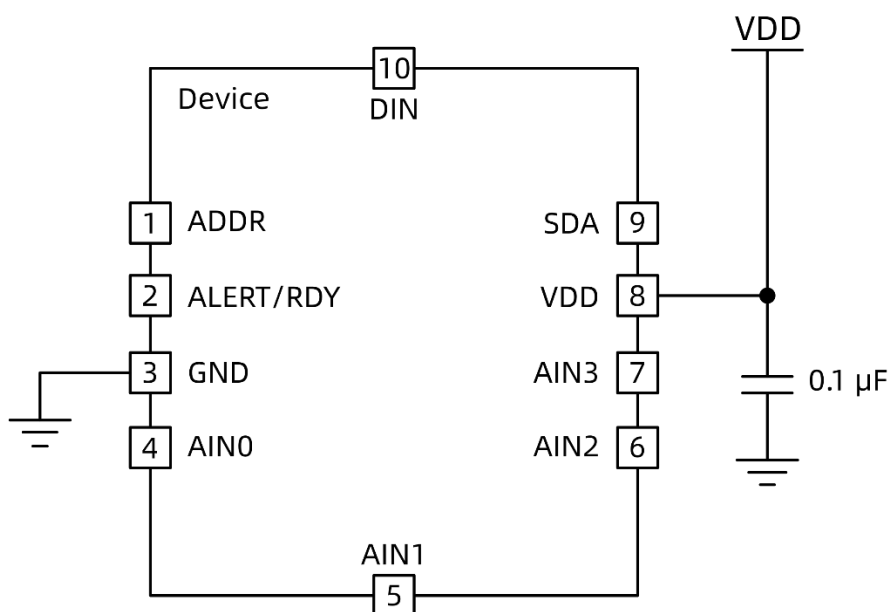 VDD
10
Device
DIN
1 ADDR
SDA 9
2 ALERT/RDY
VDD 8
3 GND
AIN3 7
0.1 µF
4 AIN0
AIN2 6
AIN1
5